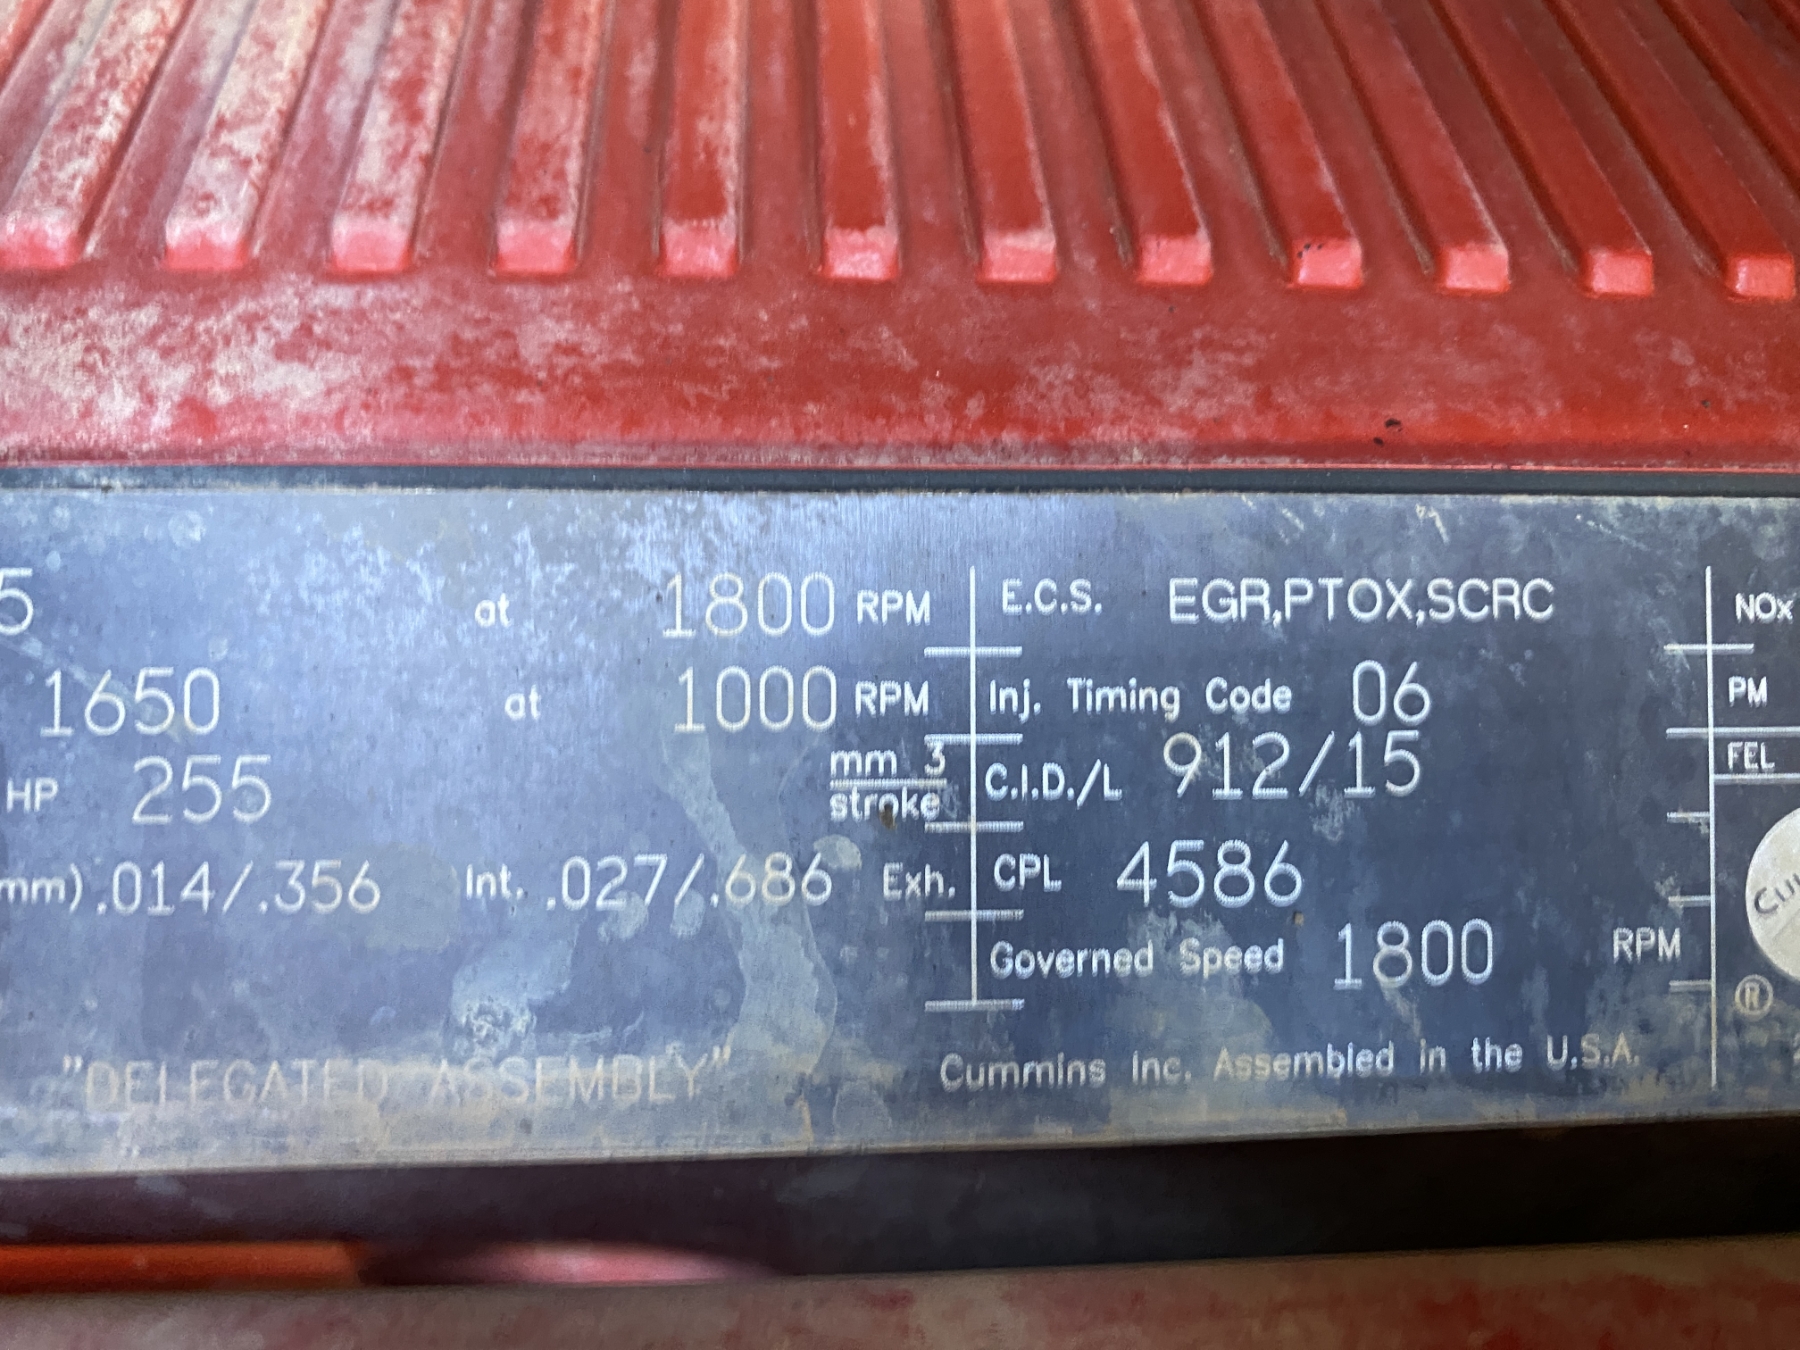 5 at 1800 RPM
1650 at 1000 RPM
HP 255 mm 3
stroke
mm) .014/.356 Int. .027/.686 Exh.
"DELEGATED ASSEMBLY"
E.C.S. EGR,PTOX,SCRC
Inj. Timing Code 06
C.I.D./L 912/15
CPL 4586
Governed Speed 1800 RPM
Cummins Inc. Assembled in the U.S.A.
NOx
PM
FEL
®